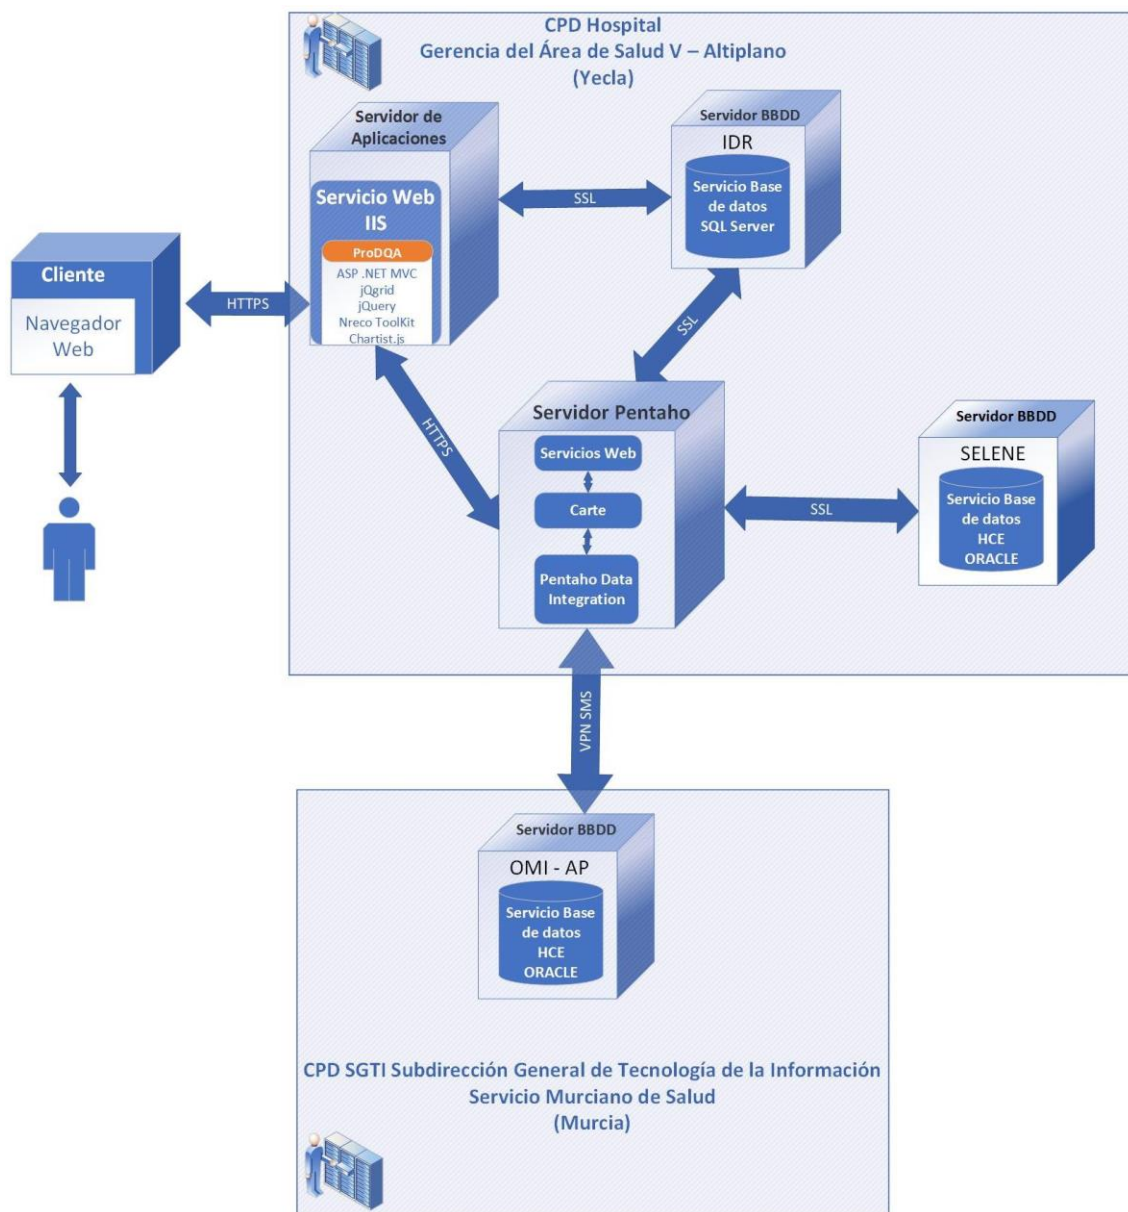 CPD Hospital
Gerencia del Área de Salud V – Altiplano
(Yecla)
Servidor de
Aplicaciones
Servicio Web
IIS
ProDQA
ASP .NET MVC
jQgrid
jQuery
Nreco ToolKit
Chartist.js
SSL
Servidor BBDD
IDR
Servicio Base
de datos
SQL Server
Cliente
Navegador
Web
HTTPS
HTTPS
SSL
Servidor Pentaho
Servicios Web
Carte
Pentaho Data
Integration
SSL
Servidor BBDD
SELENE
Servicio Base
de datos
HCE
ORACLE
VPN SMS
Servidor BBDD
OMI - AP
Servicio Base
de datos
HCE
ORACLE
CPD SGTI Subdirección General de Tecnología de la Información
Servicio Murciano de Salud
(Murcia)